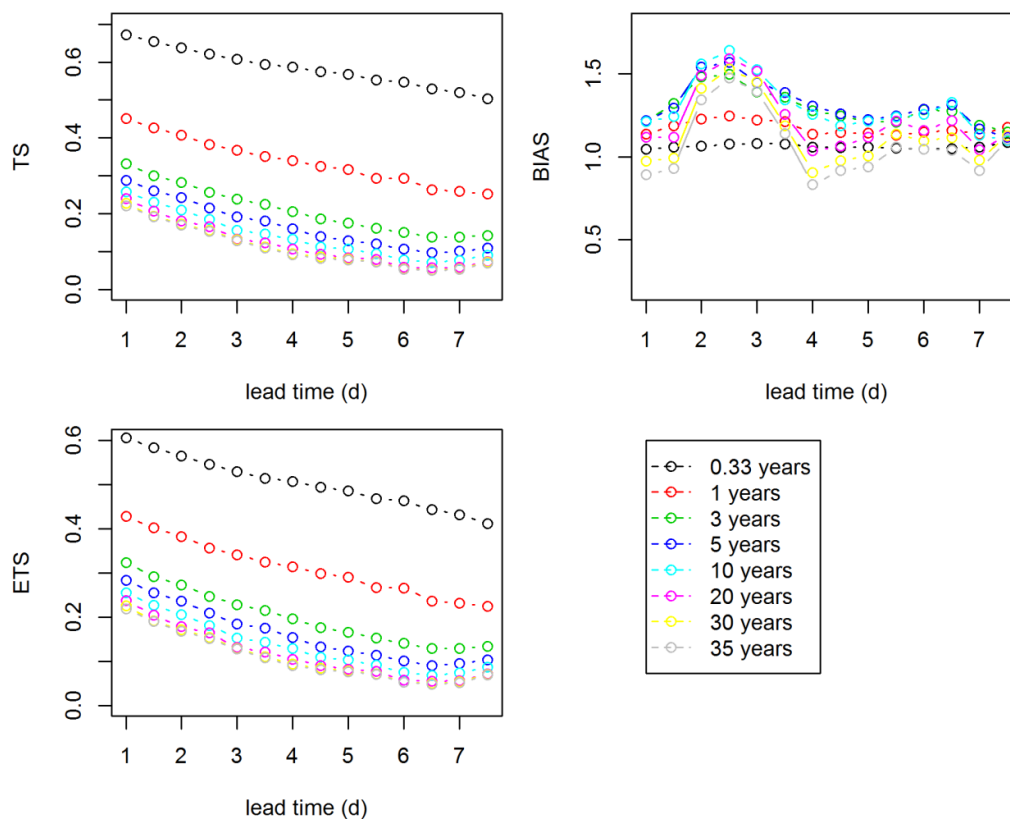 TS
0.0
0.2
0.4
0.6
1 2 3 4 5 6 7
lead time (d)
BIAS
0.5
1.0
1.5
1 2 3 4 5 6 7
lead time (d)
ETS
0.0
0.2
0.4
0.6
1 2 3 4 5 6 7
lead time (d)
0.33 years
1 years
3 years
5 years
10 years
20 years
30 years
35 years